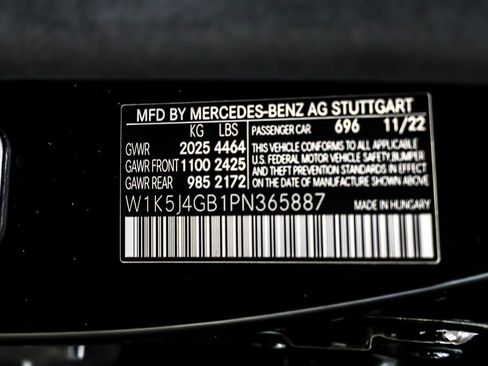 MFD BY MERCEDES-BENZ AG STUTTGART
KG LBS
GVWR 2025 4464
GAWR FRONT 1100 2425
GAWR REAR 985 2172
PASSENGER CAR 696 11/22
THIS VEHICLE CONFORMS TO ALL APPLICABLE
U.S. FEDERAL MOTOR VEHICLE SAFETY, BUMPER
AND THEFT PREVENTION STANDARDS IN EFFECT
ON THE DATE OF MANUFACTURE SHOWN ABOVE.
W1K5J4GB1PN365887
MADE IN HUNGARY